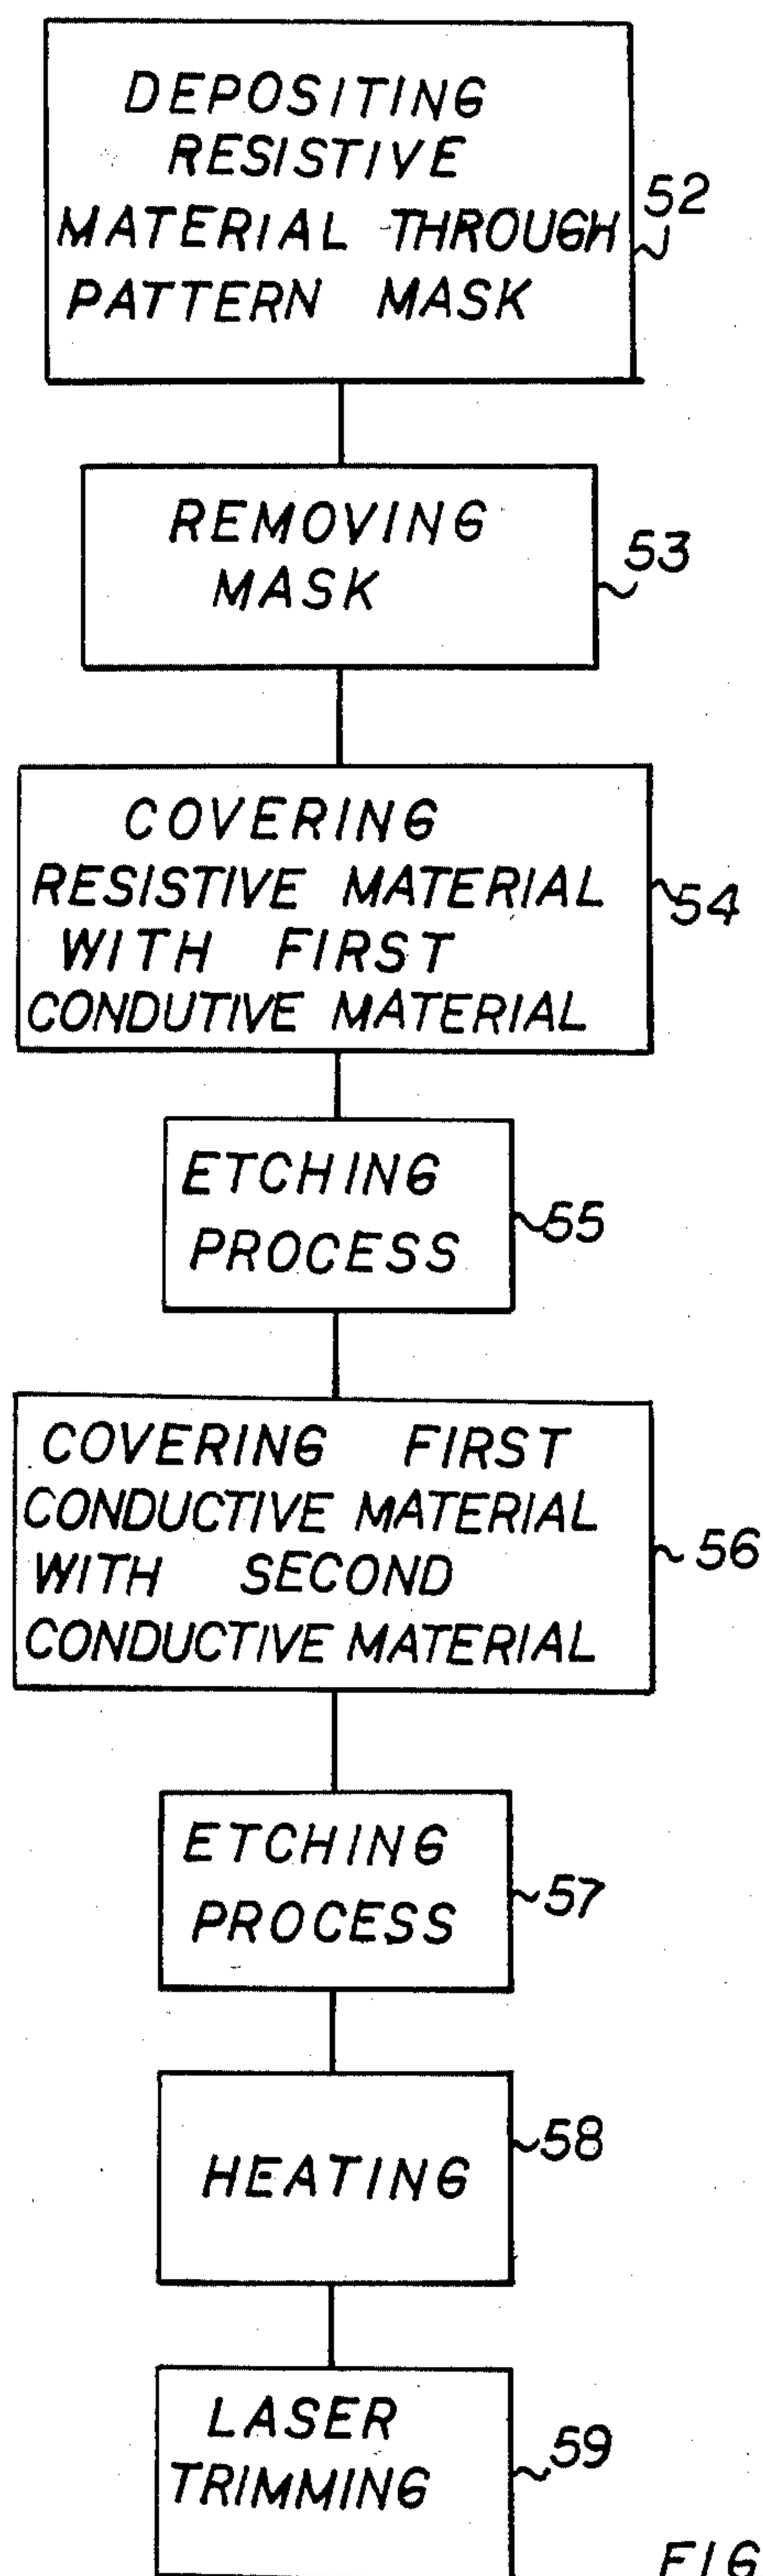 DEPOSITING
RESISTIVE
MATERIAL THROUGH
PATTERN MASK
52
REMOVING
MASK
53
COVERING
RESISTIVE MATERIAL
WITH FIRST
CONDUTIVE MATERIAL
54
ETCHING
PROCESS
55
COVERING FIRST
CONDUCTIVE MATERIAL
WITH SECOND
CONDUCTIVE MATERIAL
56
ETCHING
PROCESS
57
HEATING
58
LASER
TRIMMING
59
FIG